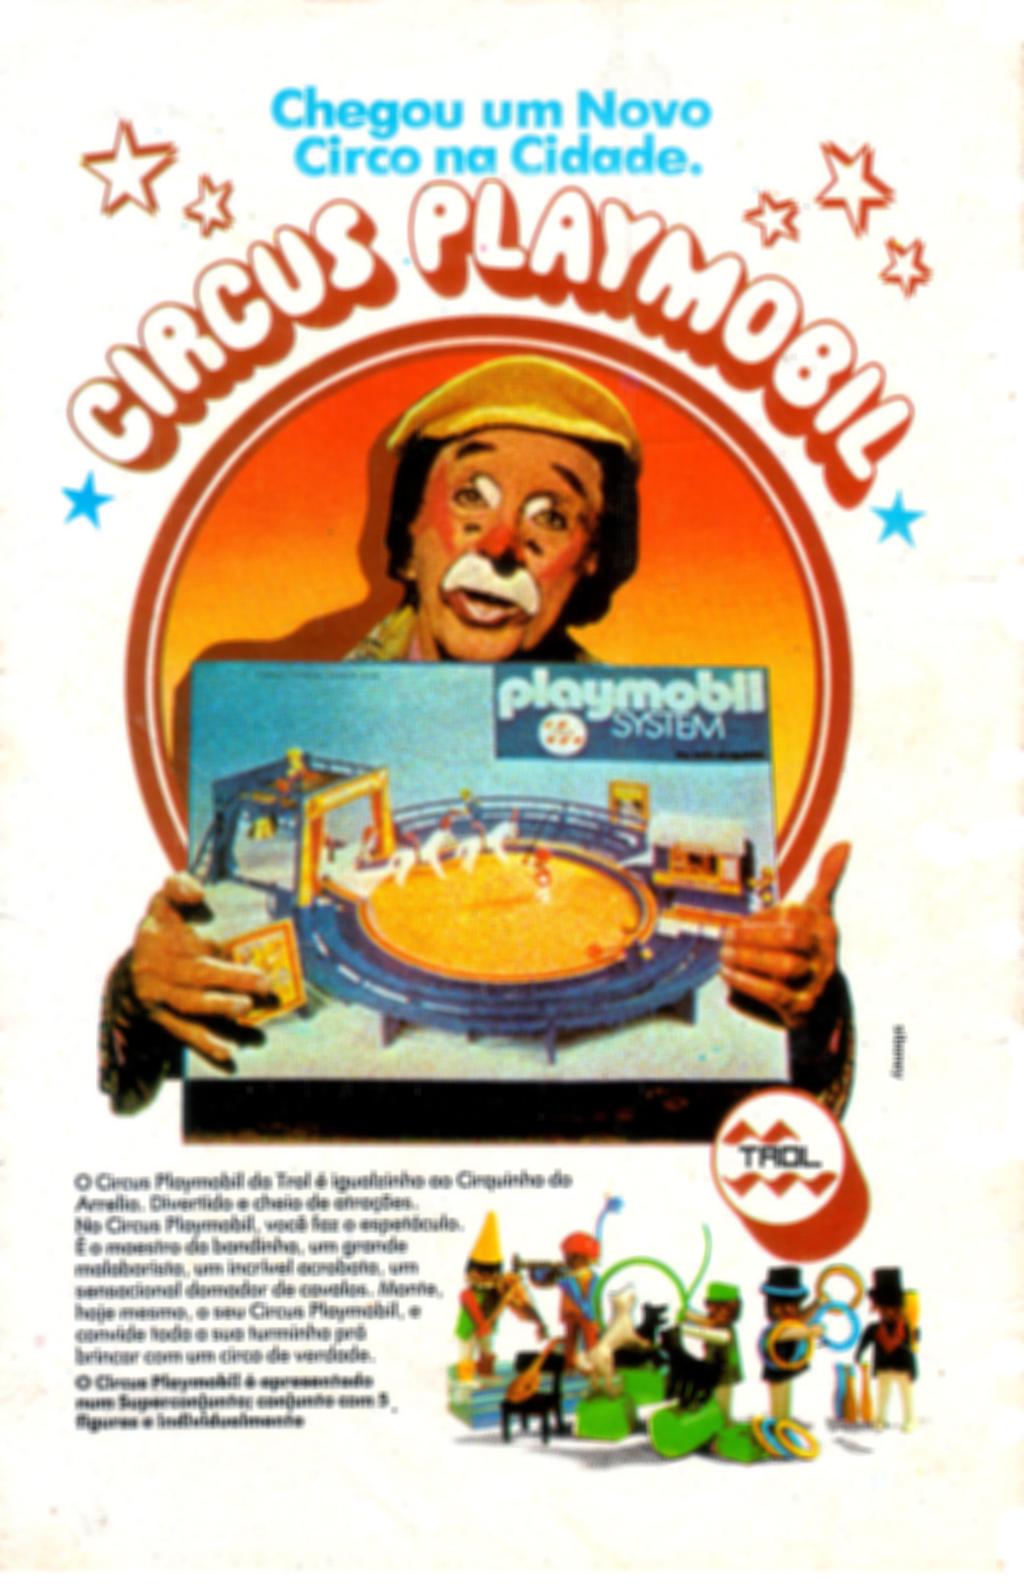 Chegou um Novo
Circo na Cidade.
CIRCUS PLAYMOBIL
playmobil
SYSTEM
TROL
O Circus Playmobil da Trol é igualzinho ao Cirquinho do
Arrelia. Divertido e cheio de atrações.
No Circus Playmobil, você faz o espetáculo.
É o maestro da bandinha, um grande
malabarista, um incrível acrobata, um
sensacional domador de cavalos. Monte,
hoje mesmo, o seu Circus Playmobil, e
convide toda a sua turminha prá
brincar com um circo de verdade.
O Circus Playmobil é apresentado
num Superconjunto; conjunto com 5
figuras e individualmente